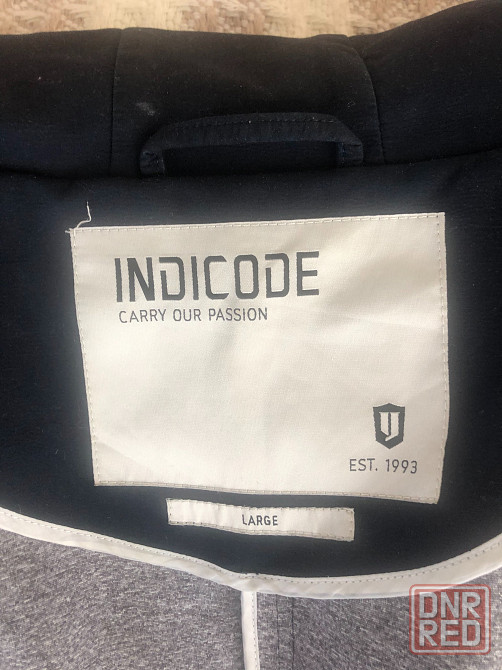 INDICODE
CARRY OUR PASSION
EST. 1993
LARGE
DNR
RED